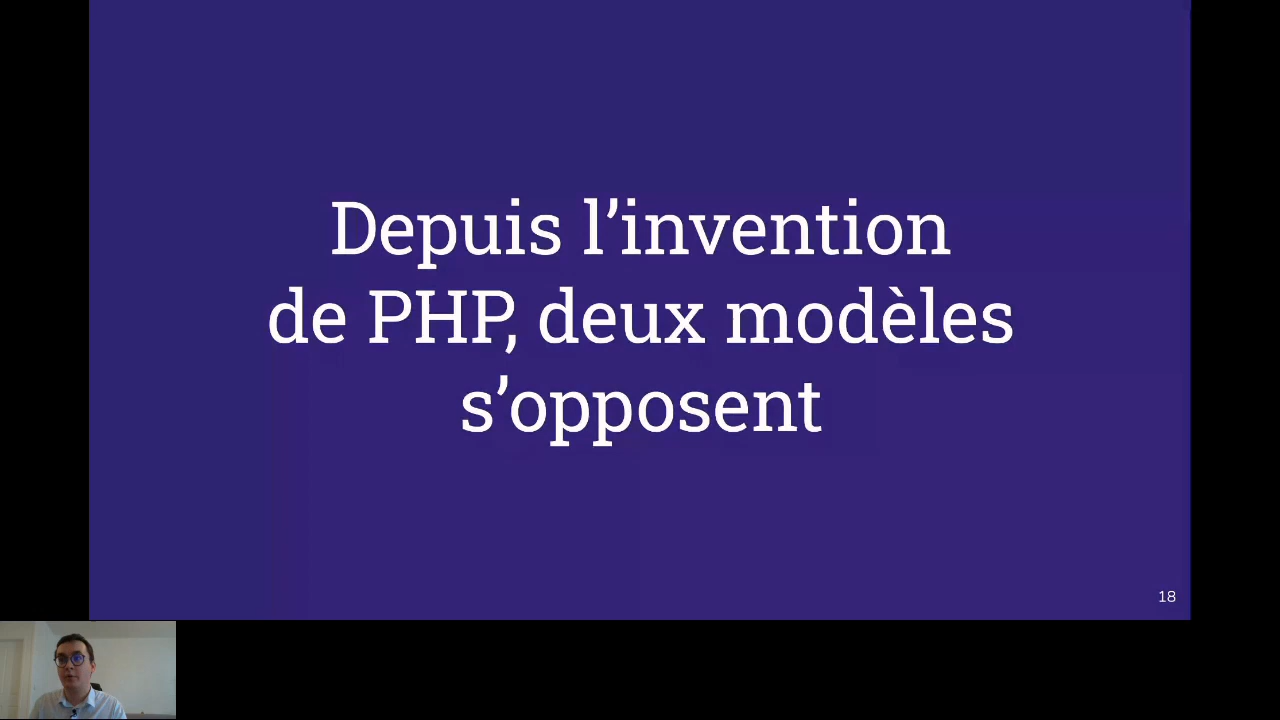 Depuis l’invention
de PHP, deux modèles
s’opposent
18